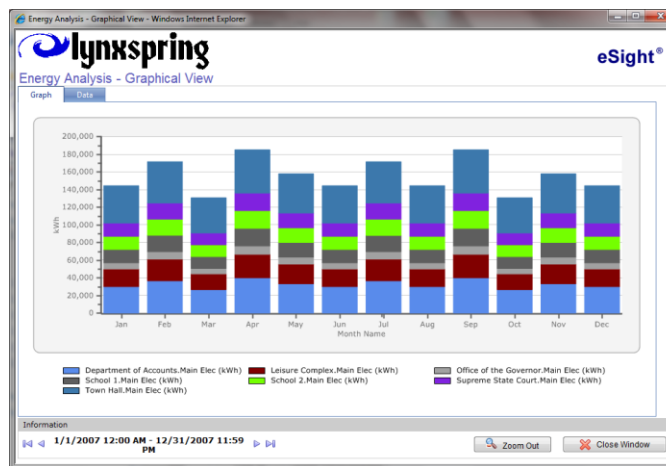 Energy Analysis - Graphical View - Windows Internet Explorer
lynxspring
eSight®
Energy Analysis - Graphical View
Graph Data
200,000
180,000
160,000
140,000
120,000
100,000
80,000
60,000
40,000
20,000
0
kWh
Jan Feb Mar Apr May Jun Jul Aug Sep Oct Nov Dec
Month Name
Department of Accounts.Main Elec (kWh) Leisure Complex.Main Elec (kWh) Office of the Governor.Main Elec (kWh)
School 1.Main Elec (kWh) School 2.Main Elec (kWh) Supreme State Court.Main Elec (kWh)
Town Hall.Main Elec (kWh)
Information
1/1/2007 12:00 AM - 12/31/2007 11:59
PM
Zoom Out Close Window